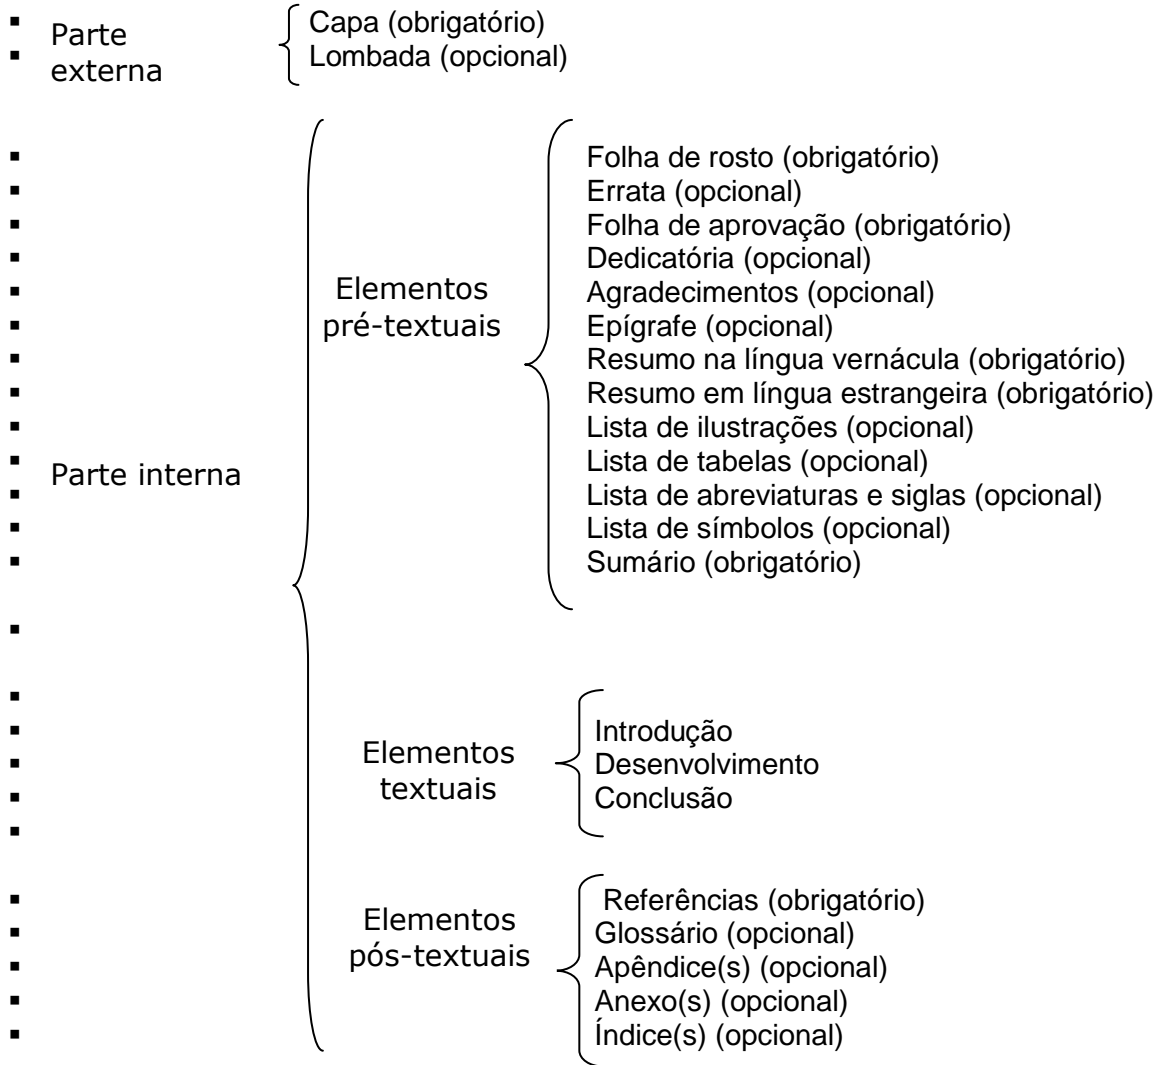 Parte
externa
Capa (obrigatório)
Lombada (opcional)
Parte interna
Elementos
pré-textuais
Folha de rosto (obrigatório)
Errata (opcional)
Folha de aprovação (obrigatório)
Dedicatória (opcional)
Agradecimentos (opcional)
Epígrafe (opcional)
Resumo na língua vernácula (obrigatório)
Resumo em língua estrangeira (obrigatório)
Lista de ilustrações (opcional)
Lista de tabelas (opcional)
Lista de abreviaturas e siglas (opcional)
Lista de símbolos (opcional)
Sumário (obrigatório)
Elementos
textuais
Introdução
Desenvolvimento
Conclusão
Elementos
pós-textuais
Referências (obrigatório)
Glossário (opcional)
Apêndice(s) (opcional)
Anexo(s) (opcional)
Índice(s) (opcional)